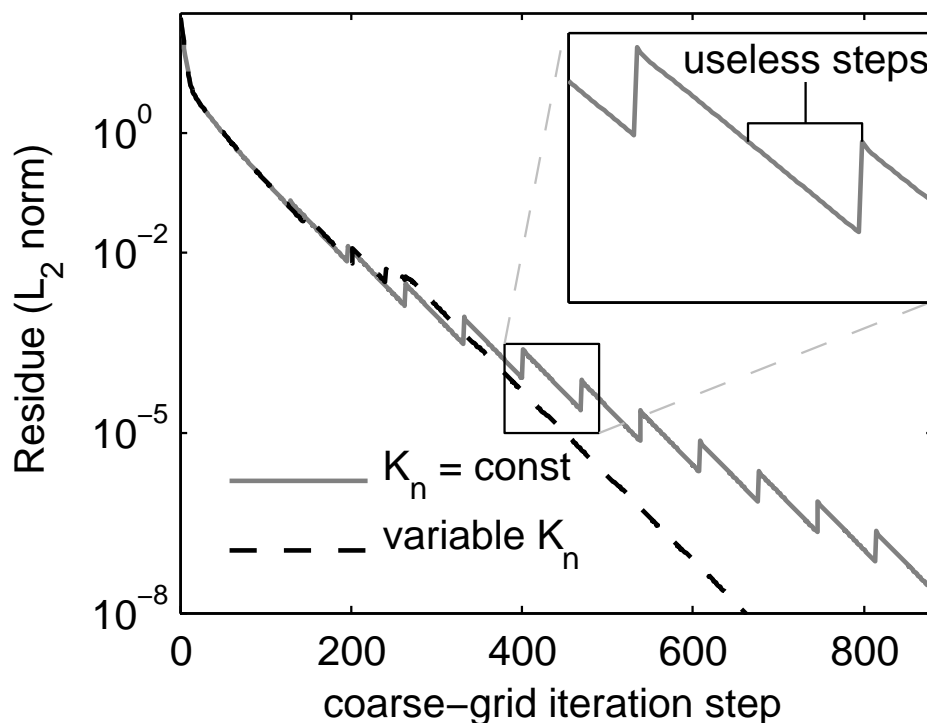 useless steps
10^0
10^−2
10^−5
10^−8
Residue (L_2 norm)
K_n = const
variable K_n
0
200
400
600
800
coarse−grid iteration step